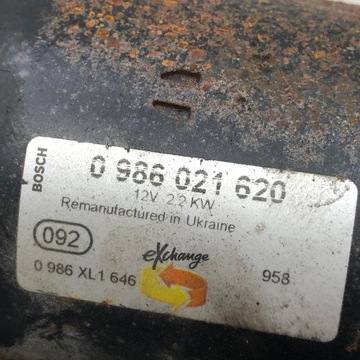 BOSCH
0 986 021 620
12V 2.2 KW
Remanufactured in Ukraine
092
eXchange
0 986 XL1 646
958